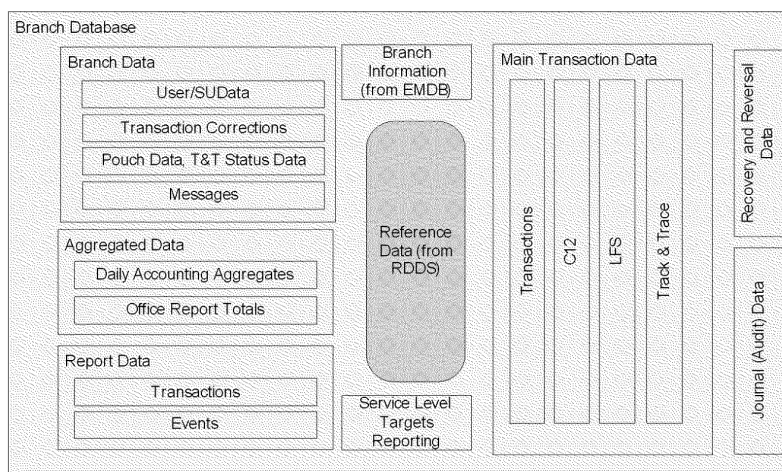 Branch Database
Branch Data
User/SUData
Transaction Corrections
Pouch Data, T&T Status Data
Messages
Aggregated Data
Daily Accounting Aggregates
Office Report Totals
Report Data
Transactions
Events
Branch
Information
(from EMDB)
Reference
Data (from
RDDS)
Service Level
Targets
Reporting
Main Transaction Data
Transactions
C12
LFS
Track & Trace
Recovery and Reversal
Data
Journal (Audit) Data